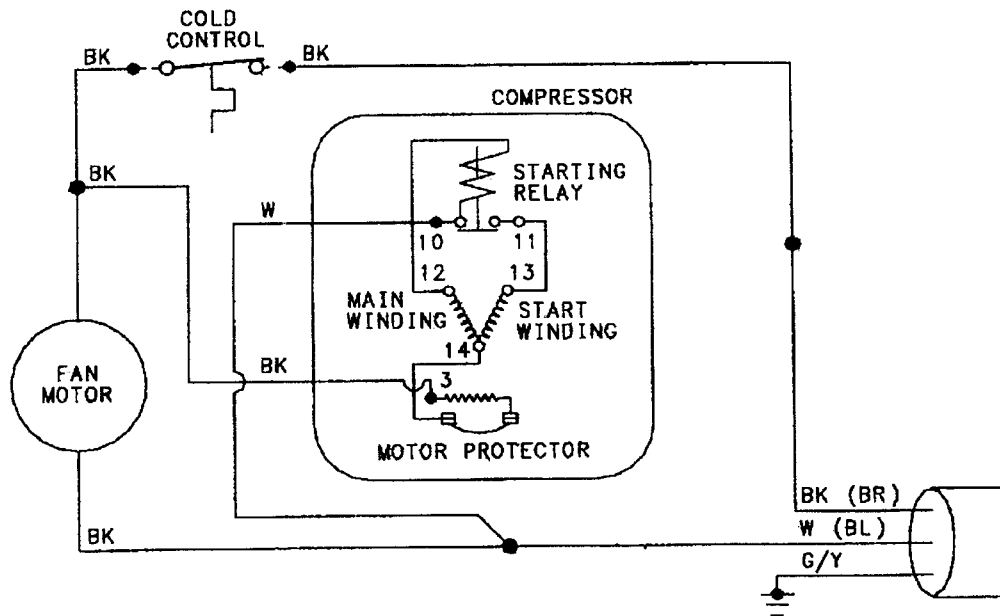 COLD
CONTROL
BK
BK
COMPRESSOR
STARTING
RELAY
BK
W
10
11
12
13
MAIN
WINDING
START
WINDING
14
BK
3
FAN
MOTOR
MOTOR PROTECTOR
BK (BR)
W (BL)
BK
G/Y